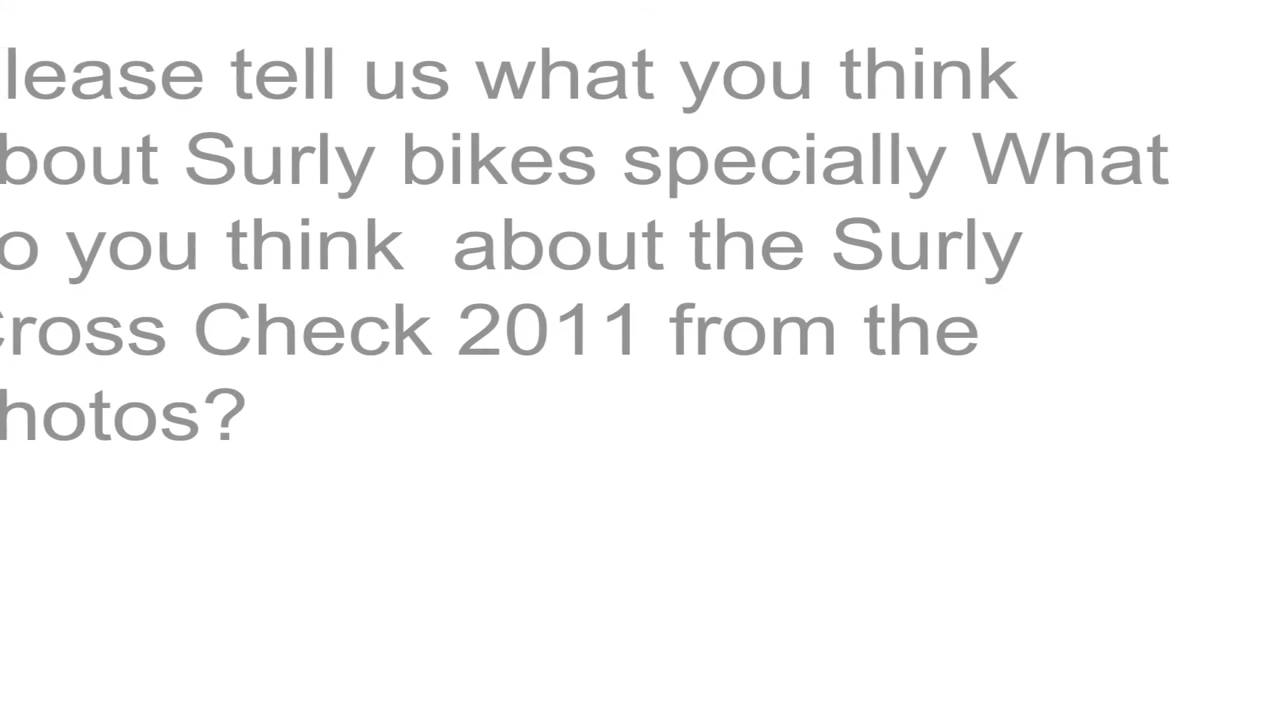 lease tell us what you think
bout Surly bikes specially What
o you think  about the Surly
Cross Check 2011 from the
hotos?